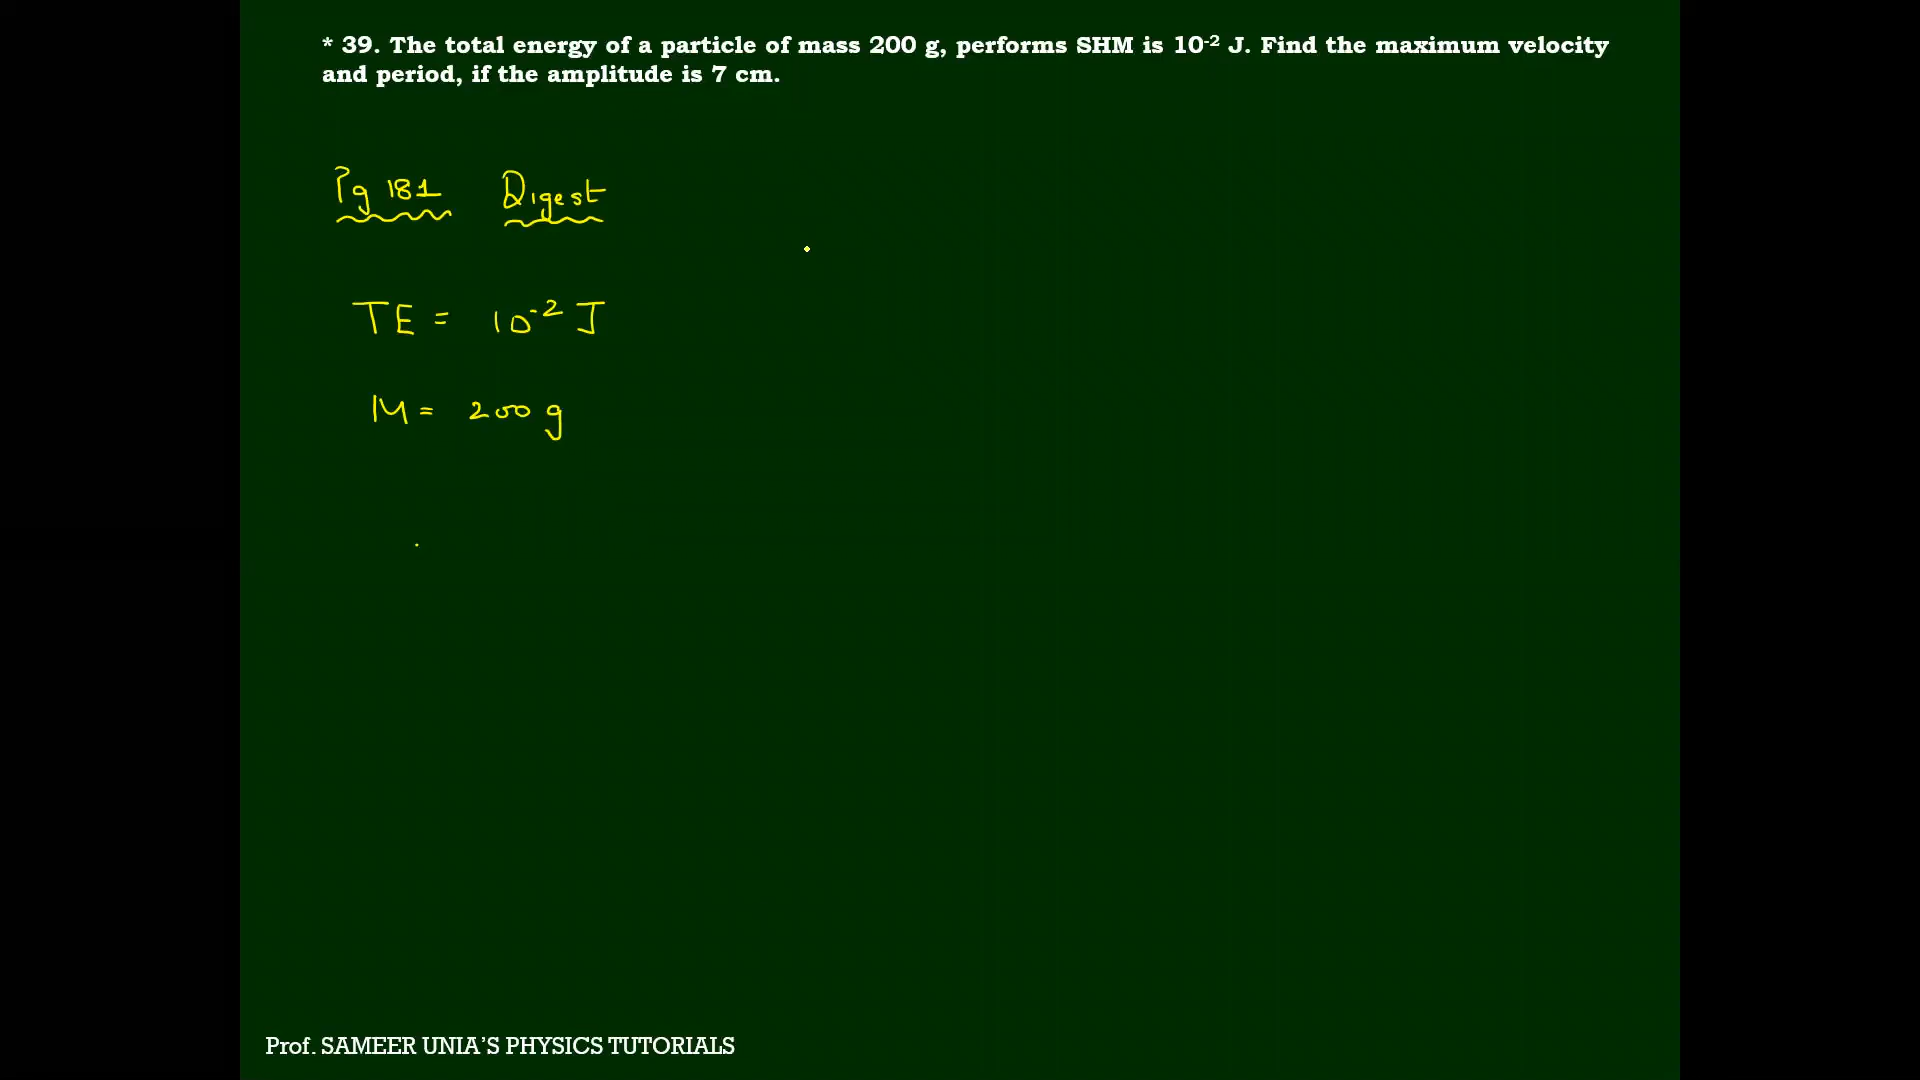 * 39. The total energy of a particle of mass 200 g, performs SHM is 10⁻² J. Find the maximum velocity
and period, if the amplitude is 7 cm.
Pg 181 Digest
TE = 10⁻² J
M = 200 g
Prof. SAMEER UNIA’S PHYSICS TUTORIALS